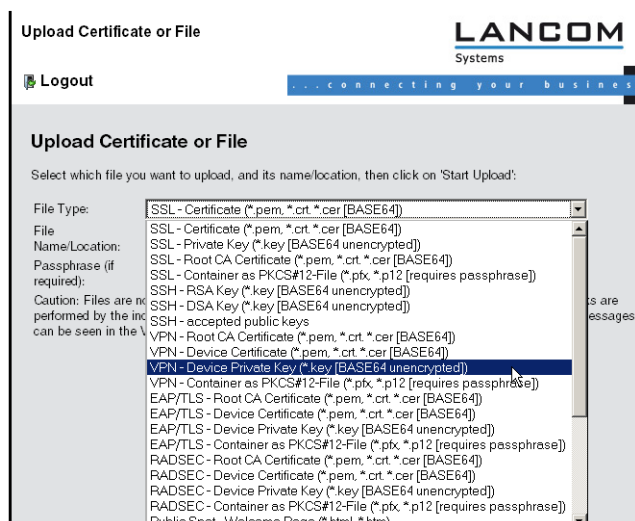 Upload Certificate or File
LANCOM
Systems
Logout
...connecting your busines
Upload Certificate or File
Select which file you want to upload, and its name/location, then click on 'Start Upload':
File Type:
SSL - Certificate (*.pem, *.crt. *.cer [BASE64])
File
Name/Location:
Passphrase (if
required):
Caution: Files are no
ks are
performed by the ind
essages
can be seen in the V
SSL - Certificate (*.pem, *.crt. *.cer [BASE64])
SSL - Private Key (*.key [BASE64 unencrypted])
SSL - Root CA Certificate (*.pem, *.crt. *.cer [BASE64])
SSL - Container as PKCS#12-File (*.pfx, *.p12 [requires passphrase])
SSH - RSA Key (*.key [BASE64 unencrypted])
SSH - DSA Key (*.key [BASE64 unencrypted])
SSH - accepted public keys
VPN - Root CA Certificate (*.pem, *.crt. *.cer [BASE64])
VPN - Device Certificate (*.pem, *.crt. *.cer [BASE64])
VPN - Device Private Key (*.key [BASE64 unencrypted])
VPN - Container as PKCS#12-File (*.pfx, *.p12 [requires passphrase])
EAP/TLS - Root CA Certificate (*.pem, *.crt. *.cer [BASE64])
EAP/TLS - Device Certificate (*.pem, *.crt. *.cer [BASE64])
EAP/TLS - Device Private Key (*.key [BASE64 unencrypted])
EAP/TLS - Container as PKCS#12-File (*.pfx, *.p12 [requires passphrase])
RADSEC - Root CA Certificate (*.pem, *.crt. *.cer [BASE64])
RADSEC - Device Certificate (*.pem, *.crt. *.cer [BASE64])
RADSEC - Device Private Key (*.key [BASE64 unencrypted])
RADSEC - Container as PKCS#12-File (*.pfx, *.p12 [requires passphrase])
Public Spot - Welcome Page (*.html, *.htm)